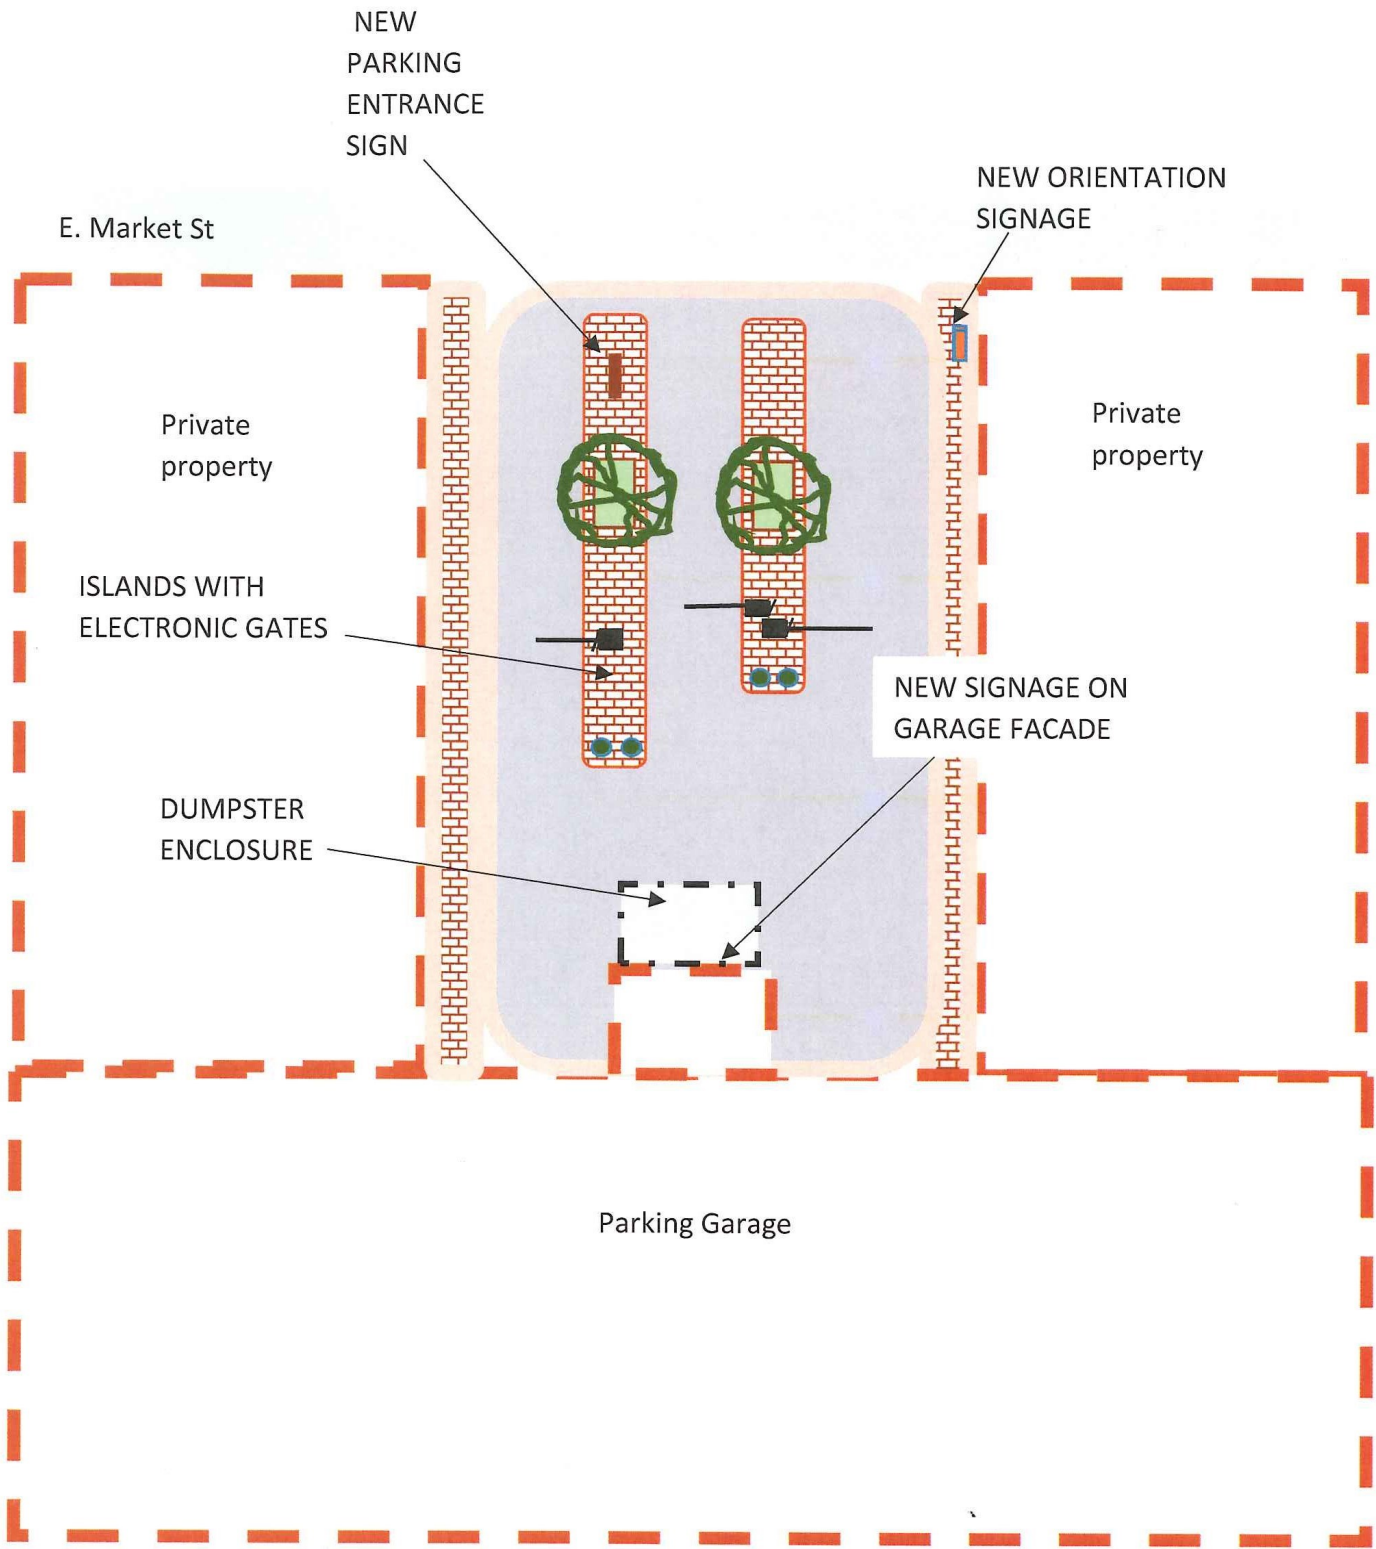 NEW
PARKING
ENTRANCE
SIGN
NEW ORIENTATION
SIGNAGE
E. Market St
Private
property
Private
property
ISLANDS WITH
ELECTRONIC GATES
NEW SIGNAGE ON
GARAGE FACADE
DUMPSTER
ENCLOSURE
Parking Garage